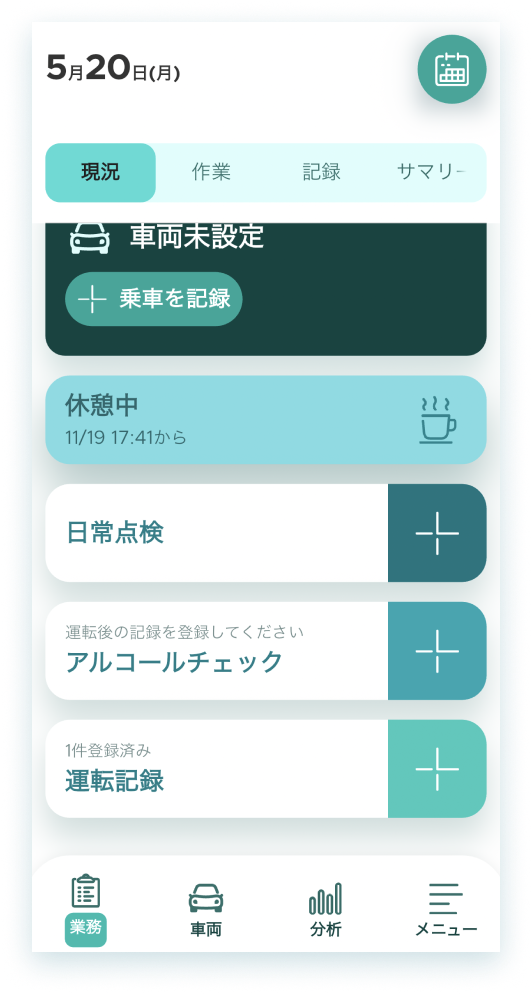 5月20日(月)
現況 作業 記録 サマリー
車両未設定
乗車を記録
休憩中
11/19 17:41から
日常点検
運転後の記録を登録してください
アルコールチェック
1件登録済み
運転記録
業務 車両 分析 メニュー